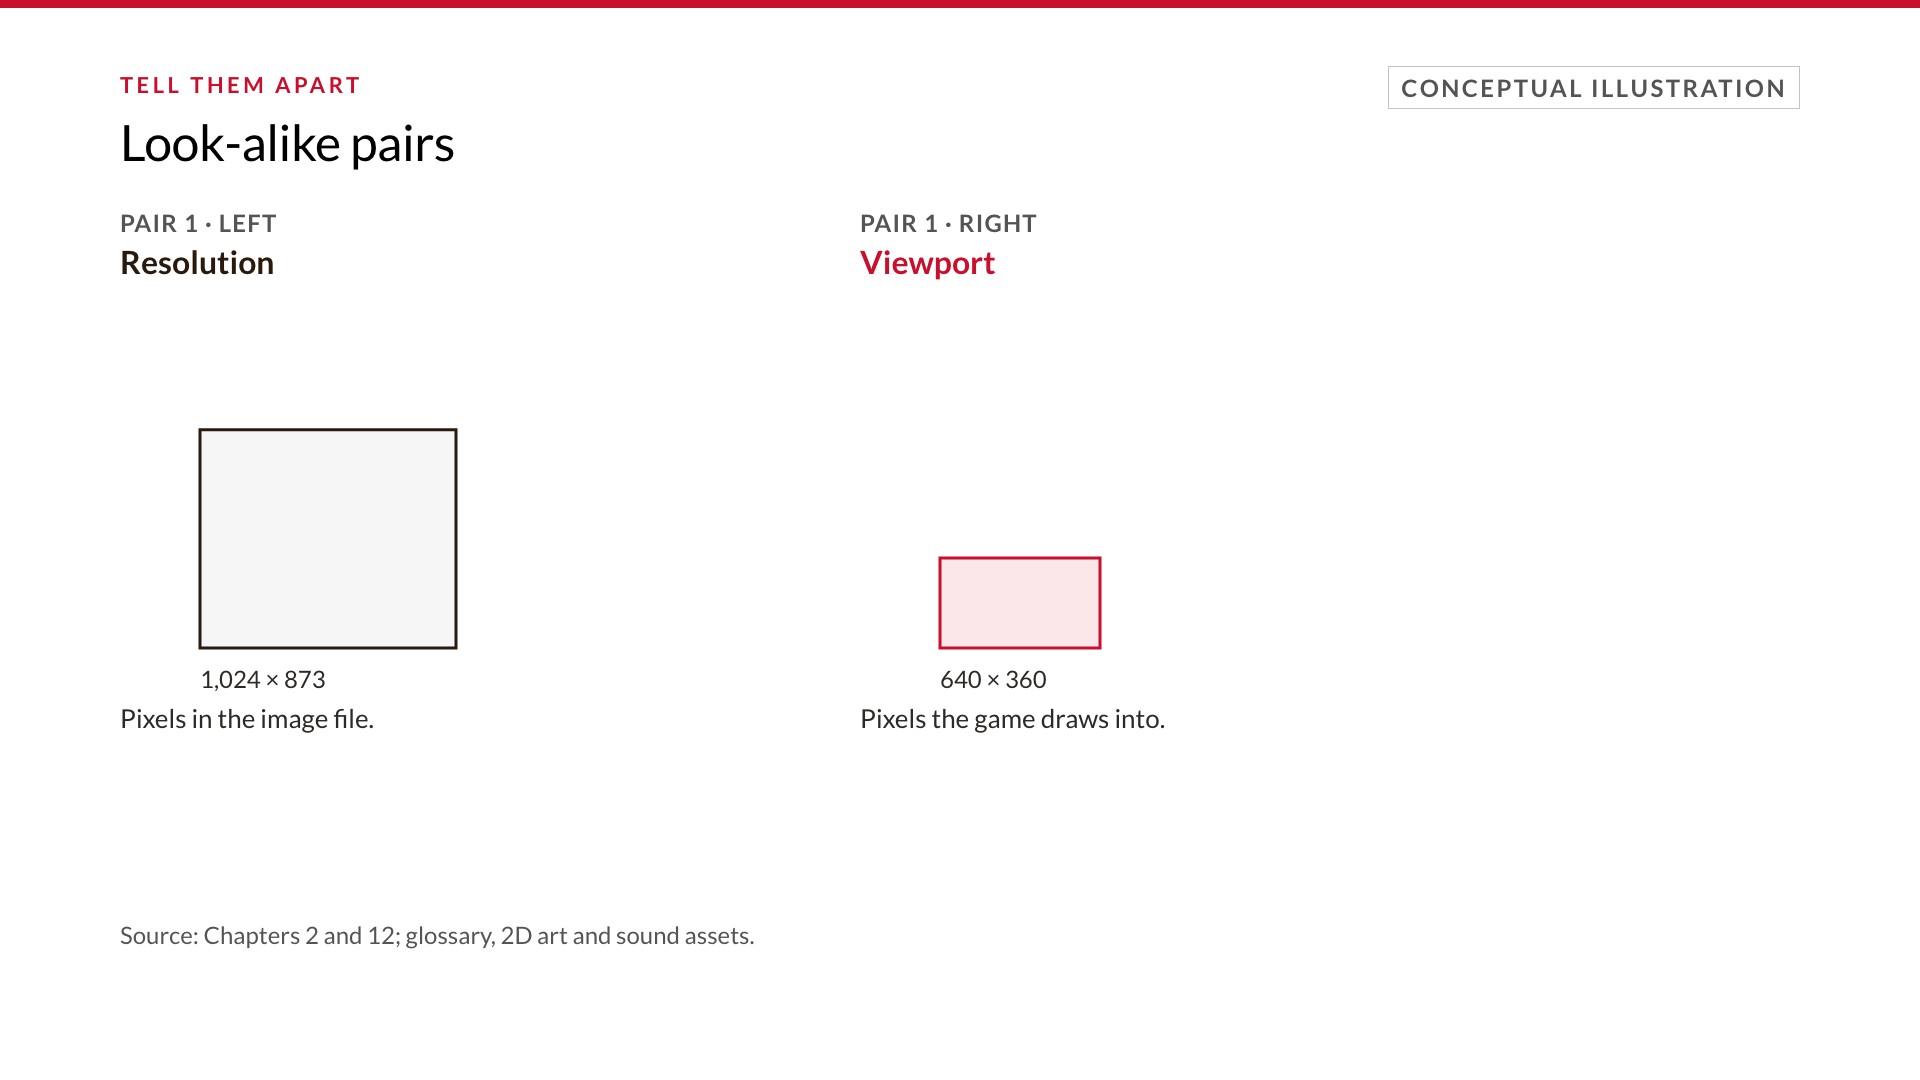 TELL THEM APART
CONCEPTUAL ILLUSTRATION
Look-alike pairs
PAIR 1 · LEFT
Resolution
PAIR 1 · RIGHT
Viewport
1,024 × 873
Pixels in the image file.
640 × 360
Pixels the game draws into.
Source: Chapters 2 and 12; glossary, 2D art and sound assets.